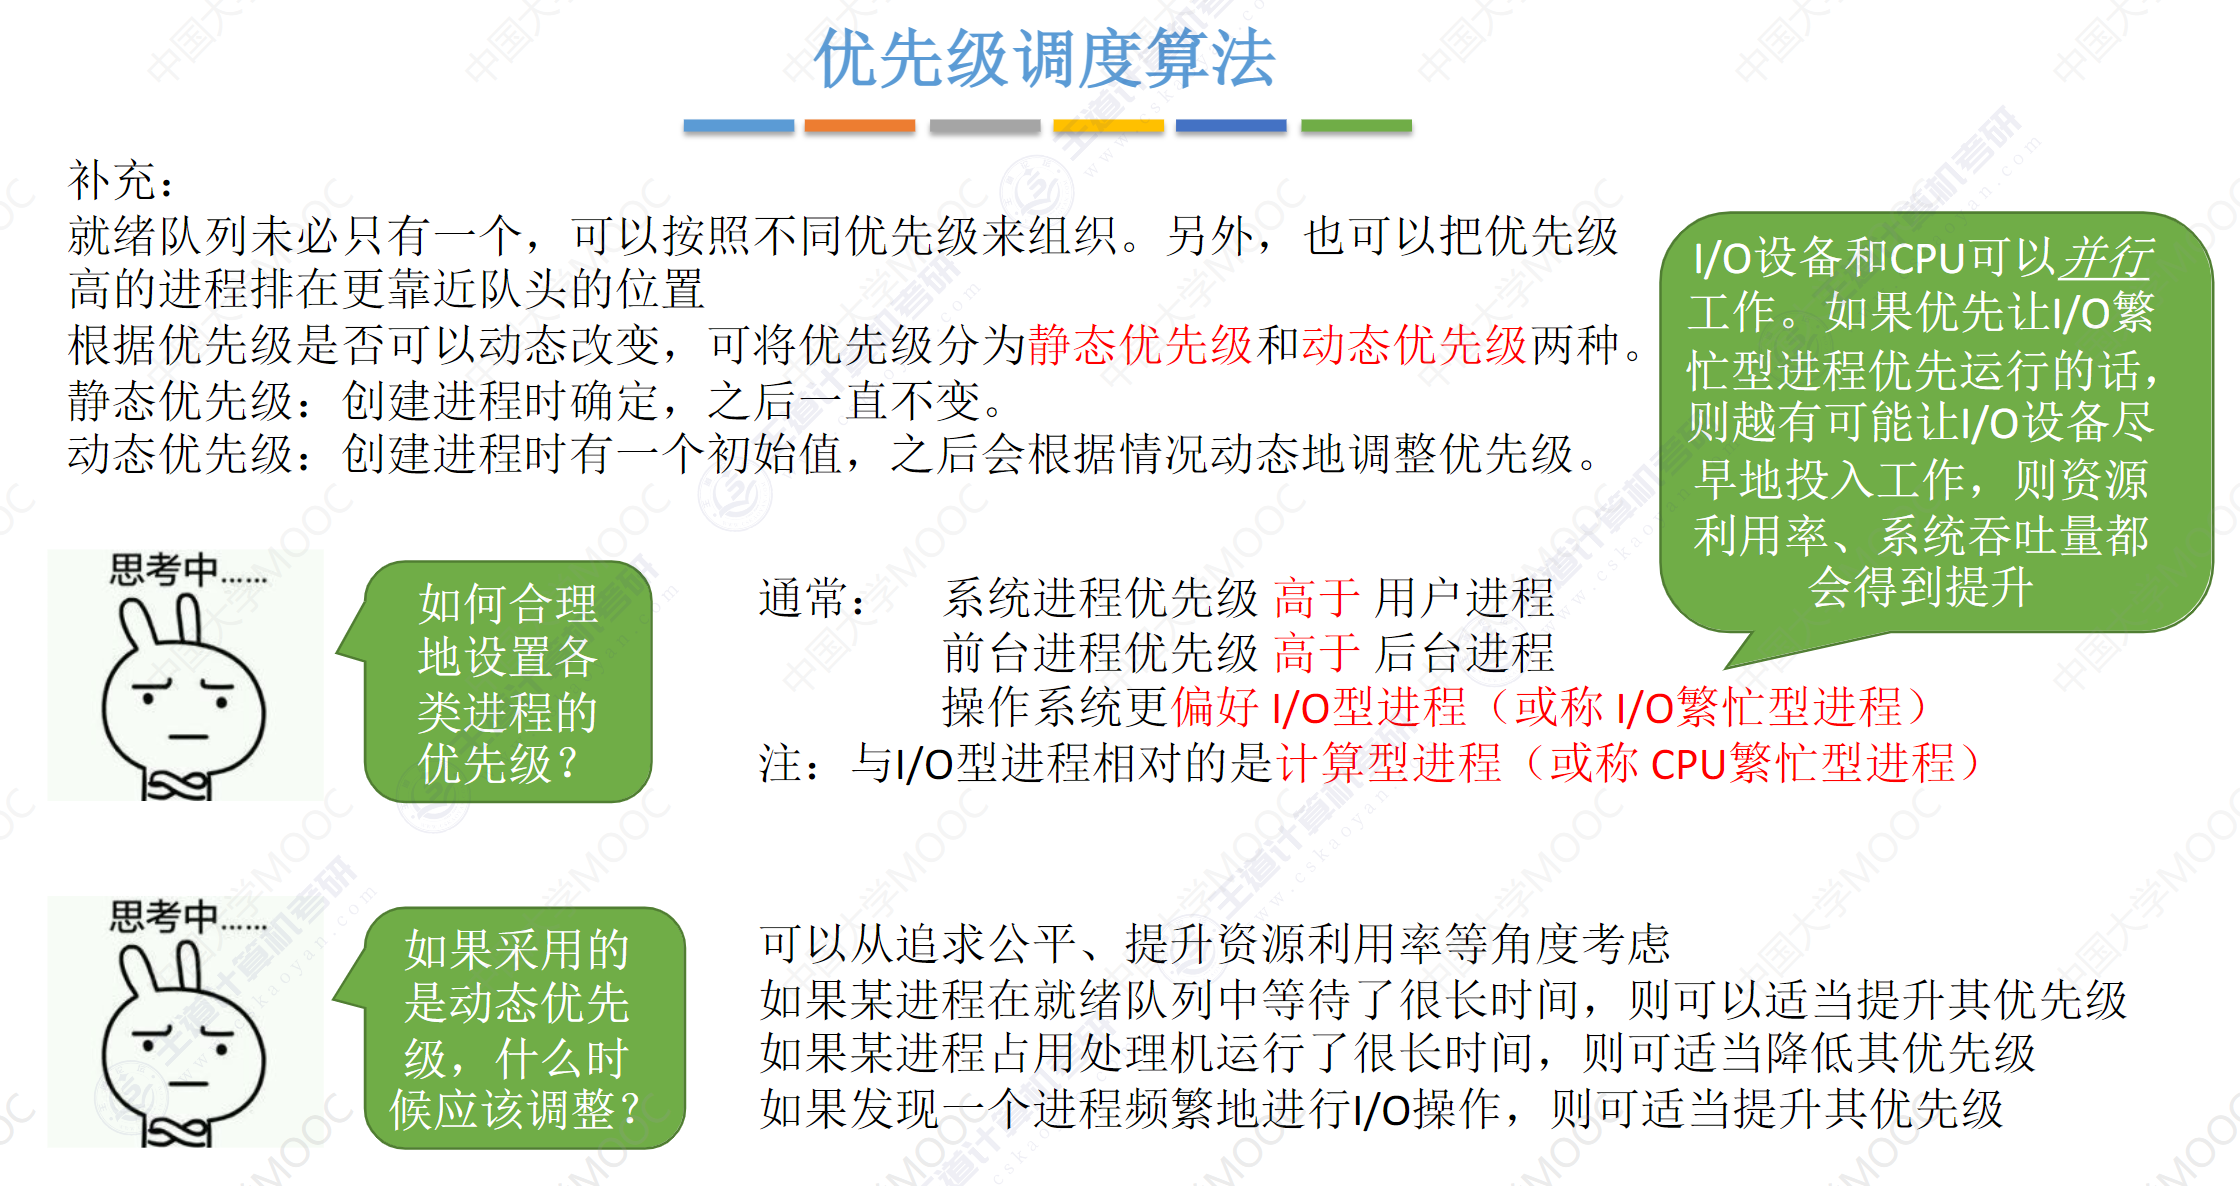 优先级调度算法
补充：
就绪队列未必只有一个，可以按照不同优先级来组织。另外，也可以把优先级
高的进程排在更靠近队头的位置
根据优先级是否可以动态改变，可将优先级分为静态优先级和动态优先级两种。
静态优先级：创建进程时确定，之后一直不变。
动态优先级：创建进程时有一个初始值，之后会根据情况动态地调整优先级。
I/O设备和CPU可以并行
工作。如果优先让I/O繁
忙型进程优先运行的话，
则越有可能让I/O设备尽
早地投入工作，则资源
利用率、系统吞吐量都
会得到提升
思考中……
如何合理
地设置各
类进程的
优先级？
通常： 系统进程优先级 高于 用户进程
前台进程优先级 高于 后台进程
操作系统更偏好 I/O型进程（或称 I/O繁忙型进程）
注：与I/O型进程相对的是计算型进程（或称 CPU繁忙型进程）
思考中……
如果采用的
是动态优先
级，什么时
候应该调整？
可以从追求公平、提升资源利用率等角度考虑
如果某进程在就绪队列中等待了很长时间，则可以适当提升其优先级
如果某进程占用处理机运行了很长时间，则可适当降低其优先级
如果发现一个进程频繁地进行I/O操作，则可适当提升其优先级
中国大学MOOC
王道计算机考研
www.cskaoyan.com